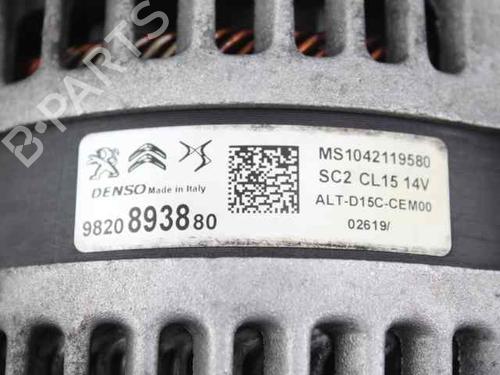 DENSO Made in Italy
9820893880
MS1042119580
SC2 CL15 14V
ALT-D15C-CEM00
02619/
B-PARTS